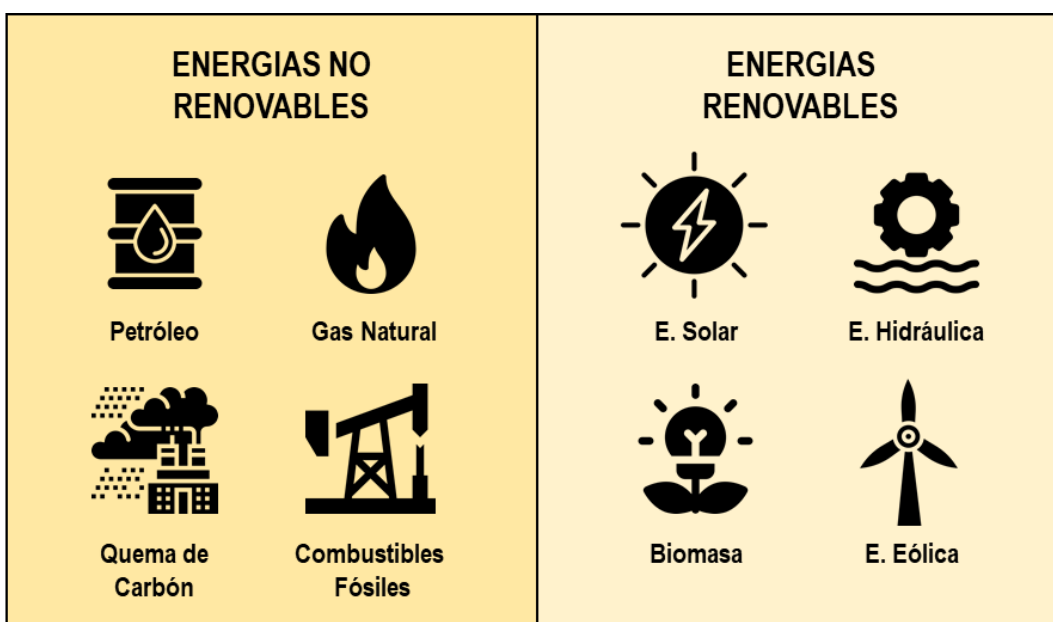 ENERGIAS NO
RENOVABLES
Petróleo
Gas Natural
Quema de
Carbón
Combustibles
Fósiles
ENERGIAS
RENOVABLES
E. Solar
E. Hidráulica
Biomasa
E. Eólica